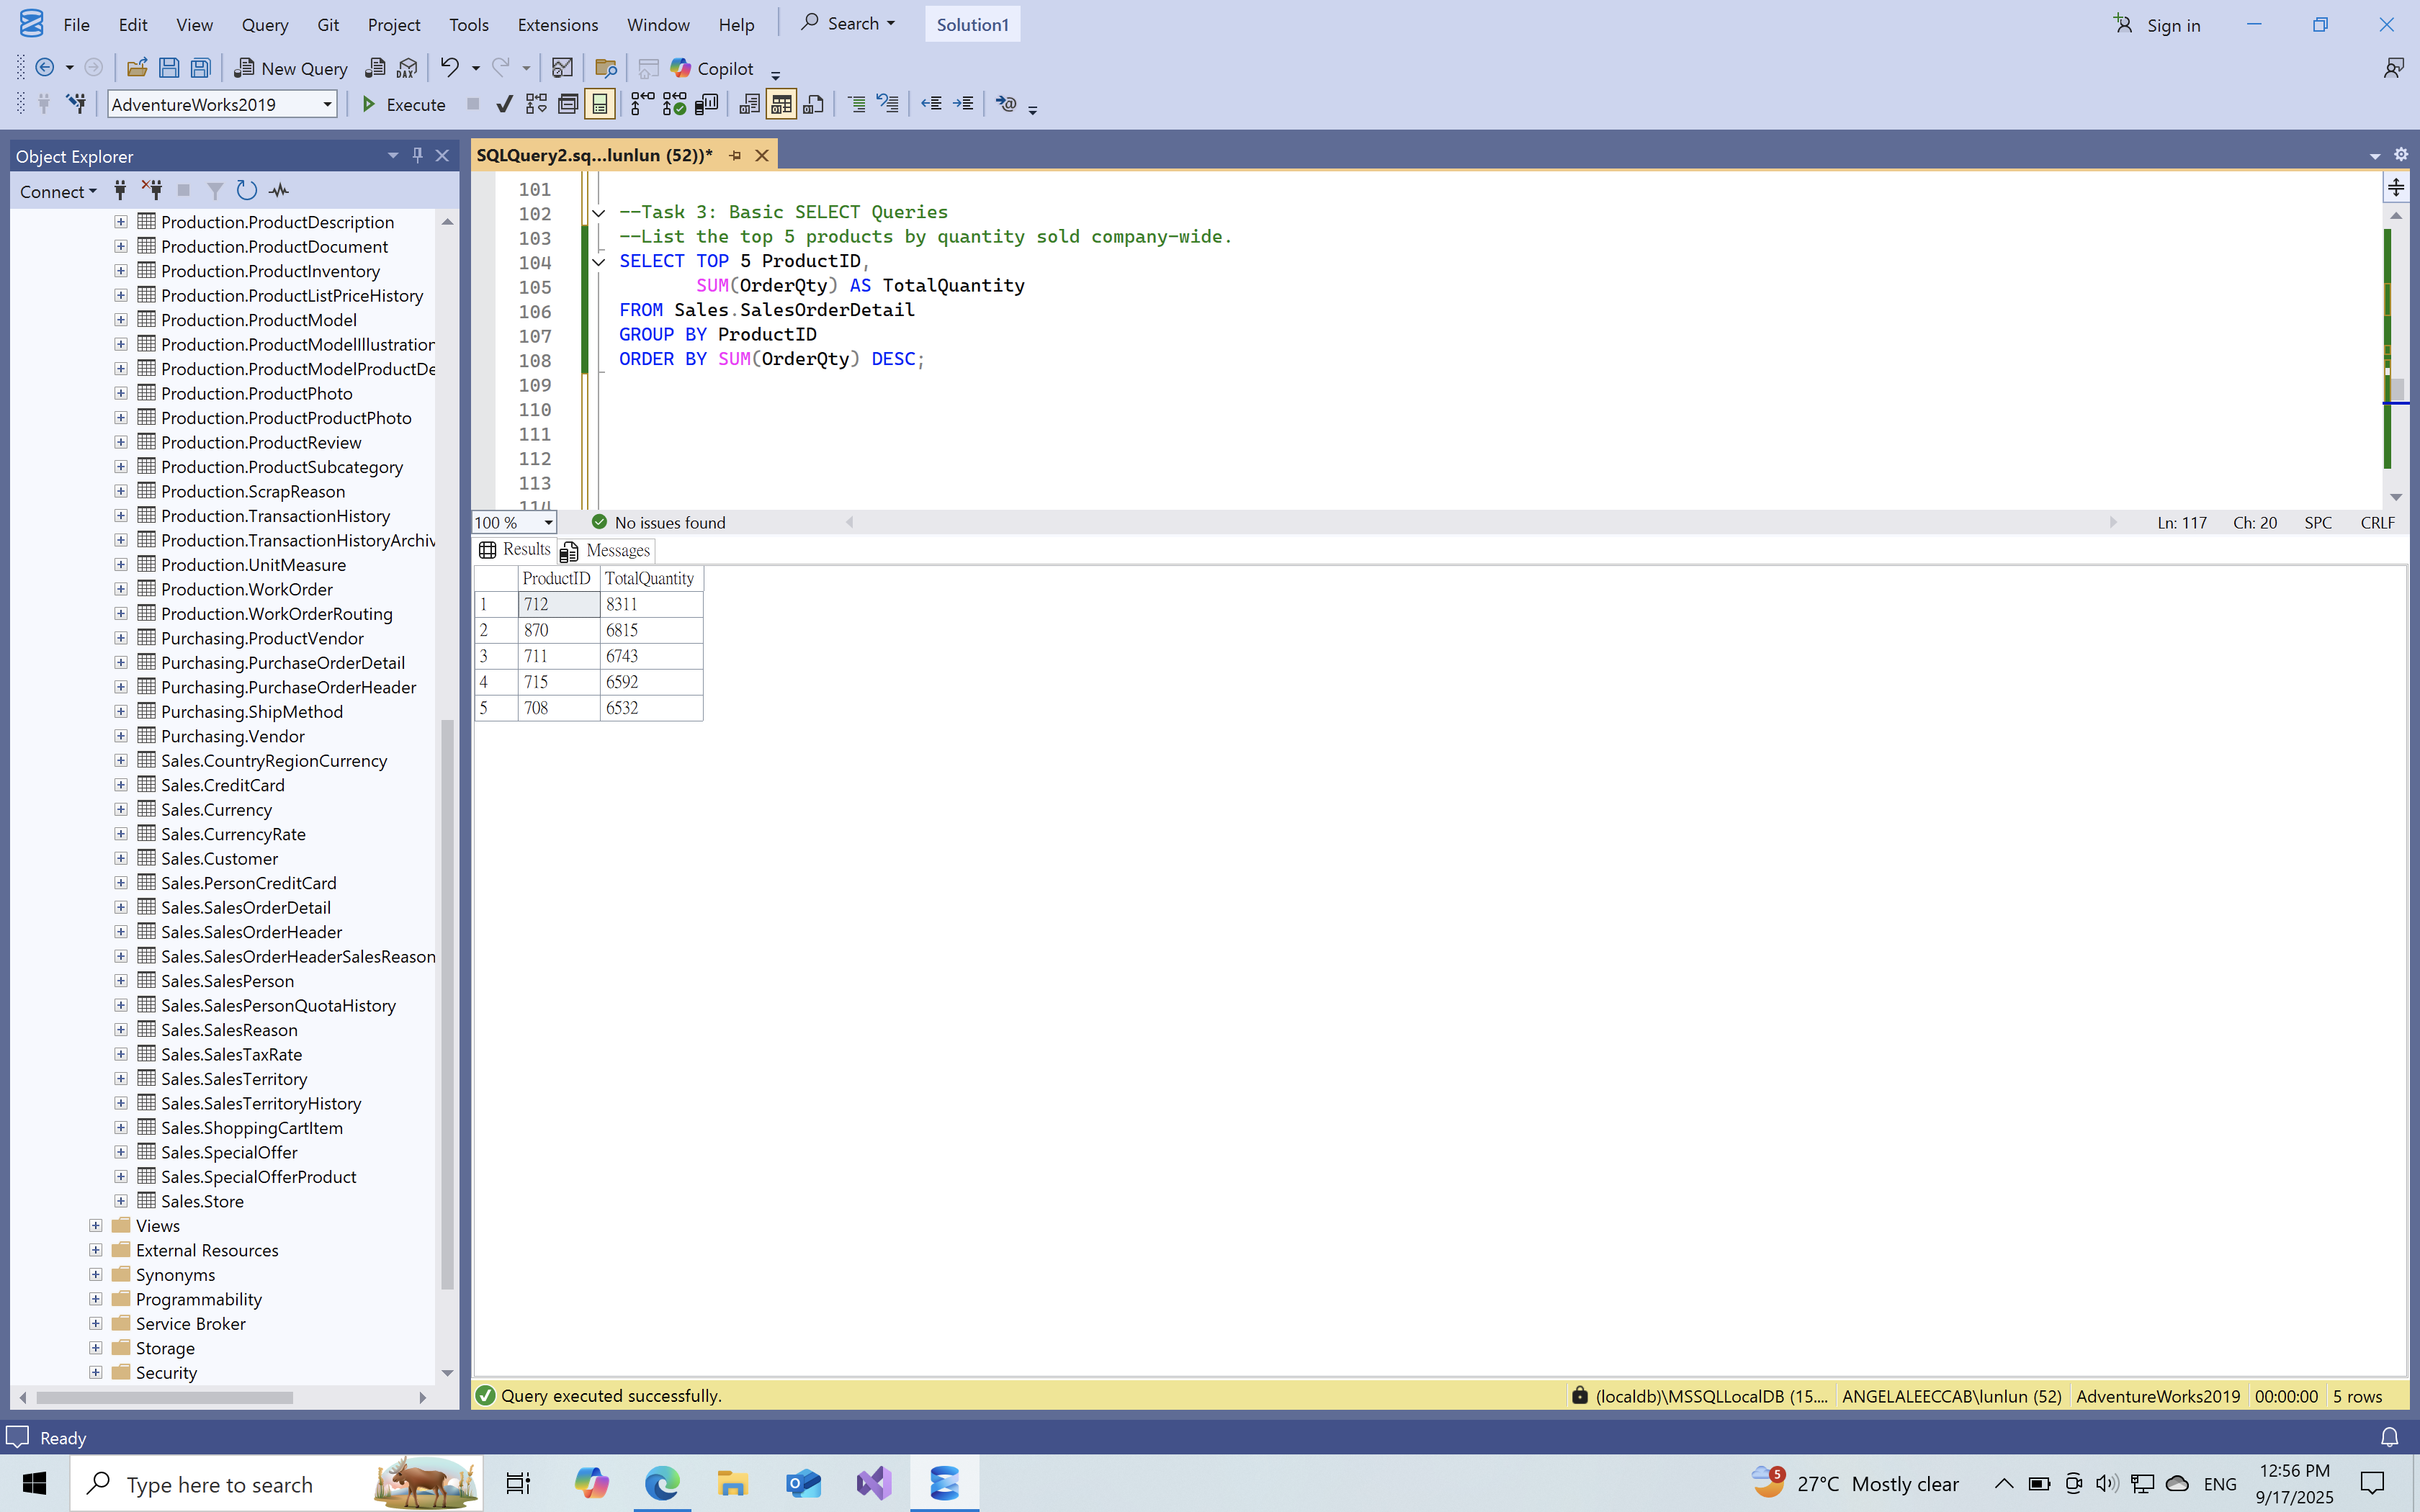 File Edit View Query Git Project Tools Extensions Window Help Search Solution1 Sign in
New Query DAX Copilot
AdventureWorks2019 Execute
Object Explorer
Connect
Production.ProductDescription
Production.ProductDocument
Production.ProductInventory
Production.ProductListPriceHistory
Production.ProductModel
Production.ProductModelIllustration
Production.ProductModelProductDe
Production.ProductPhoto
Production.ProductProductPhoto
Production.ProductReview
Production.ProductSubcategory
Production.ScrapReason
Production.TransactionHistory
Production.TransactionHistoryArchiv
Production.UnitMeasure
Production.WorkOrder
Production.WorkOrderRouting
Purchasing.ProductVendor
Purchasing.PurchaseOrderDetail
Purchasing.PurchaseOrderHeader
Purchasing.ShipMethod
Purchasing.Vendor
Sales.CountryRegionCurrency
Sales.CreditCard
Sales.Currency
Sales.CurrencyRate
Sales.Customer
Sales.PersonCreditCard
Sales.SalesOrderDetail
Sales.SalesOrderHeader
Sales.SalesOrderHeaderSalesReason
Sales.SalesPerson
Sales.SalesPersonQuotaHistory
Sales.SalesReason
Sales.SalesTaxRate
Sales.SalesTerritory
Sales.SalesTerritoryHistory
Sales.ShoppingCartItem
Sales.SpecialOffer
Sales.SpecialOfferProduct
Sales.Store
Views
External Resources
Synonyms
Programmability
Service Broker
Storage
Security
SQLQuery2.sq...lunlun (52))*
101
102 --Task 3: Basic SELECT Queries
103 --List the top 5 products by quantity sold company-wide.
104 SELECT TOP 5 ProductID,
105 SUM(OrderQty) AS TotalQuantity
106 FROM Sales.SalesOrderDetail
107 GROUP BY ProductID
108 ORDER BY SUM(OrderQty) DESC;
109
110
111
112
113
114
100 % No issues found Ln: 117 Ch: 20 SPC CRLF
Results Messages
ProductID TotalQuantity
1 712 8311
2 870 6815
3 711 6743
4 715 6592
5 708 6532
Query executed successfully. (localdb)\MSSQLLocalDB (15.... ANGELALEECCAB\lunlun (52) AdventureWorks2019 00:00:00 5 rows
Ready
Type here to search 5 27°C Mostly clear ENG 12:56 PM
9/17/2025